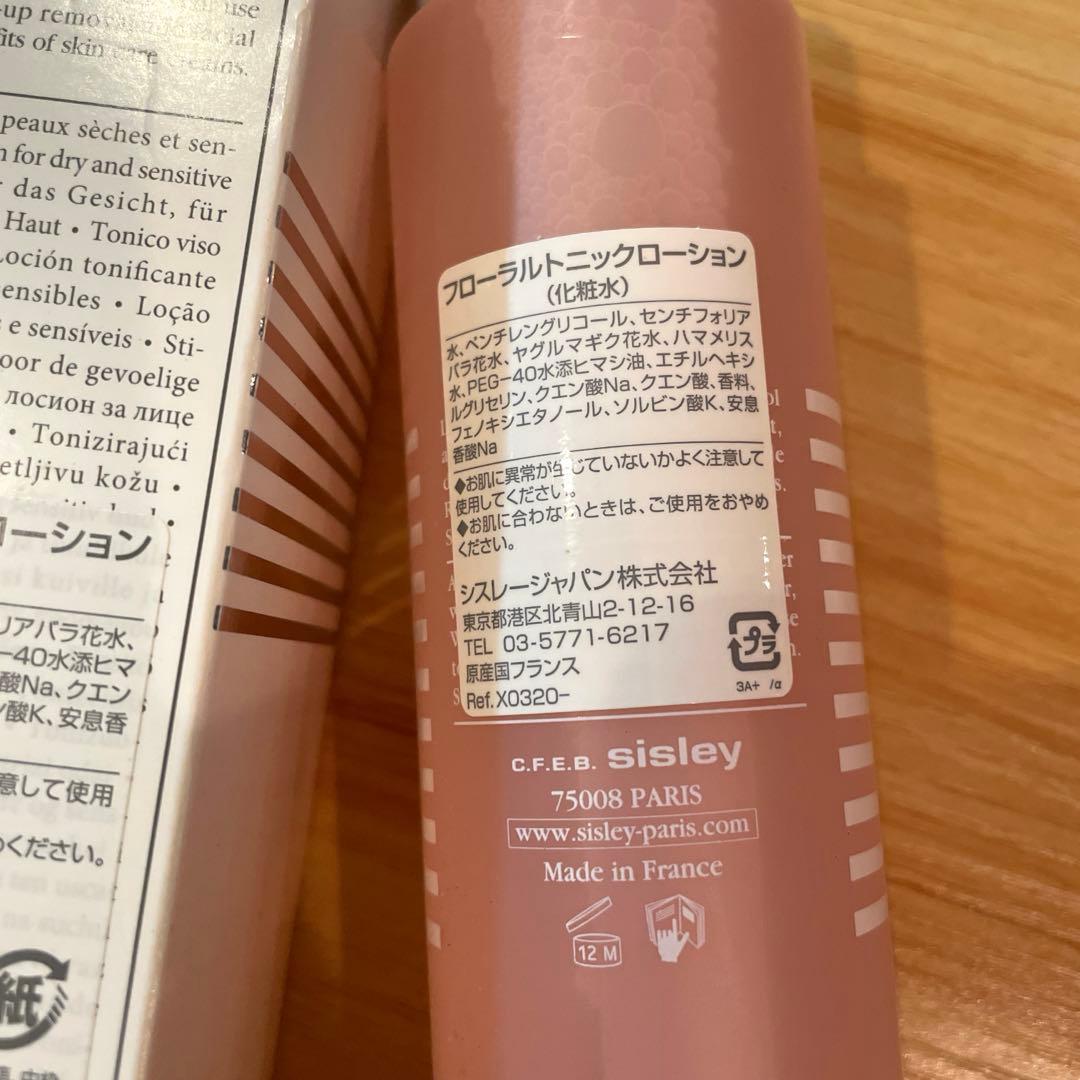 -up remo
its of skin care creams.
peaux sèches et sen-
n for dry and sensitive
das Gesicht, für
Haut • Tonico viso
Loción tonificante
ensibles • Loção
s e sensíveis • Sti-
oor de gevoelige
лосион за лице
• Tonizirajući
etljivu kožu •
ローション
リアバラ花水、
ー40水添ヒマ
酸Na、クエン
ン酸K、安息香
意して使用
ください。
紙
フローラルトニックローション
(化粧水)
水、ペンチレングリコール、センチフォリア
バラ花水、ヤグルマギク花水、ハマメリス
水、PEGー40水添ヒマシ油、エチルヘキシ
ルグリセリン、クエン酸Na、クエン酸、香料、
フェノキシエタノール、ソルビン酸K、安息
香酸Na
◆お肌に異常が生じていないかよく注意して
使用してください。
◆お肌に合わないときは、ご使用をおやめ
ください。
シスレージャパン株式会社
東京都港区北青山2-12-16
TEL 03-5771-6217
原産国フランス
Ref.X0320-
プラ
3A+ /α
C.F.E.B. sisley
75008 PARIS
www.sisley-paris.com
Made in France
12 M